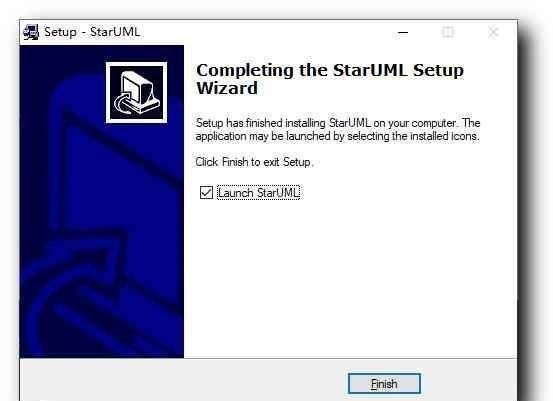 Setup - StarUML
Completing the StarUML Setup
Wizard
Setup has finished installing StarUML on your computer. The
application may be launched by selecting the installed icons.
Click Finish to exit Setup.
Launch StarUML
Finish